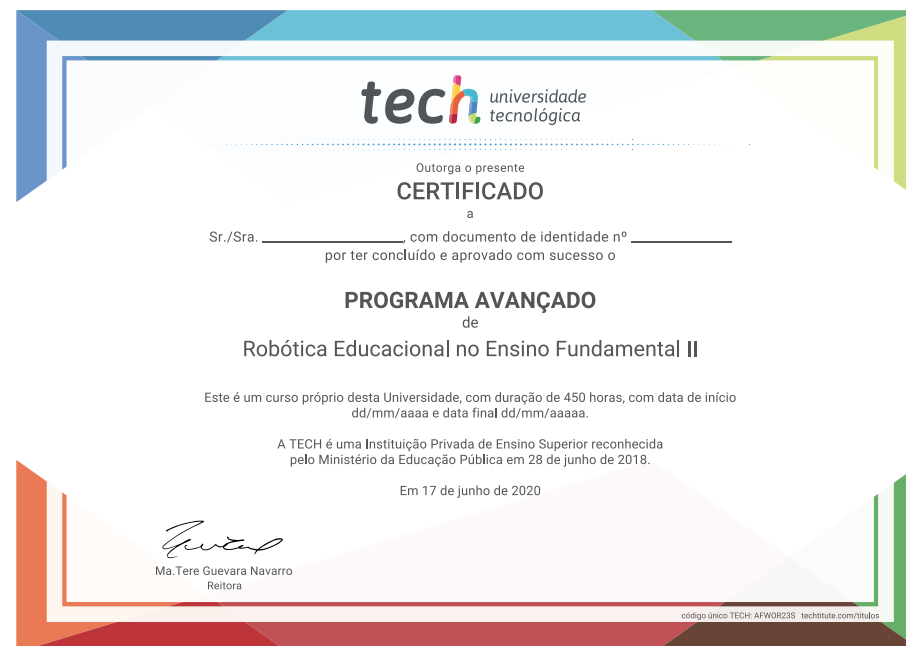 tech universidade
tecnológica
Outorga o presente
CERTIFICADO
a
Sr./Sra. ____________, com documento de identidade nº ____________
por ter concluído e aprovado com sucesso o
PROGRAMA AVANÇADO
de
Robótica Educacional no Ensino Fundamental II
Este é um curso próprio desta Universidade, com duração de 450 horas, com data de início
dd/mm/aaaa e data final dd/mm/aaaaa.
A TECH é uma Instituição Privada de Ensino Superior reconhecida
pelo Ministério da Educação Pública em 28 de junho de 2018.
Em 17 de junho de 2020
Ma.Tere Guevara Navarro
Reitora
código único TECH: AFWOR23S techtitute.com/titulos